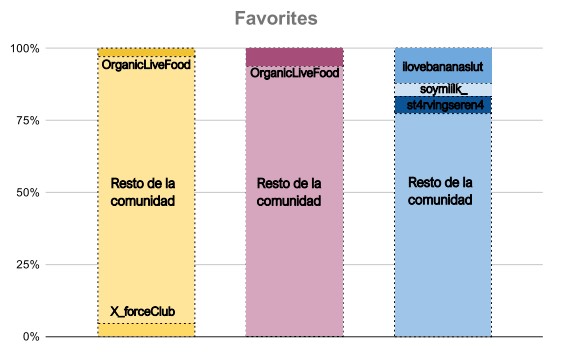 Favorites
100%
75%
50%
25%
0%
OrganicLiveFood
Resto de la
comunidad
X_forceClub
OrganicLiveFood
Resto de la
comunidad
ilovebananaslut
soymilk_
st4rvingseren4
Resto de la
comunidad